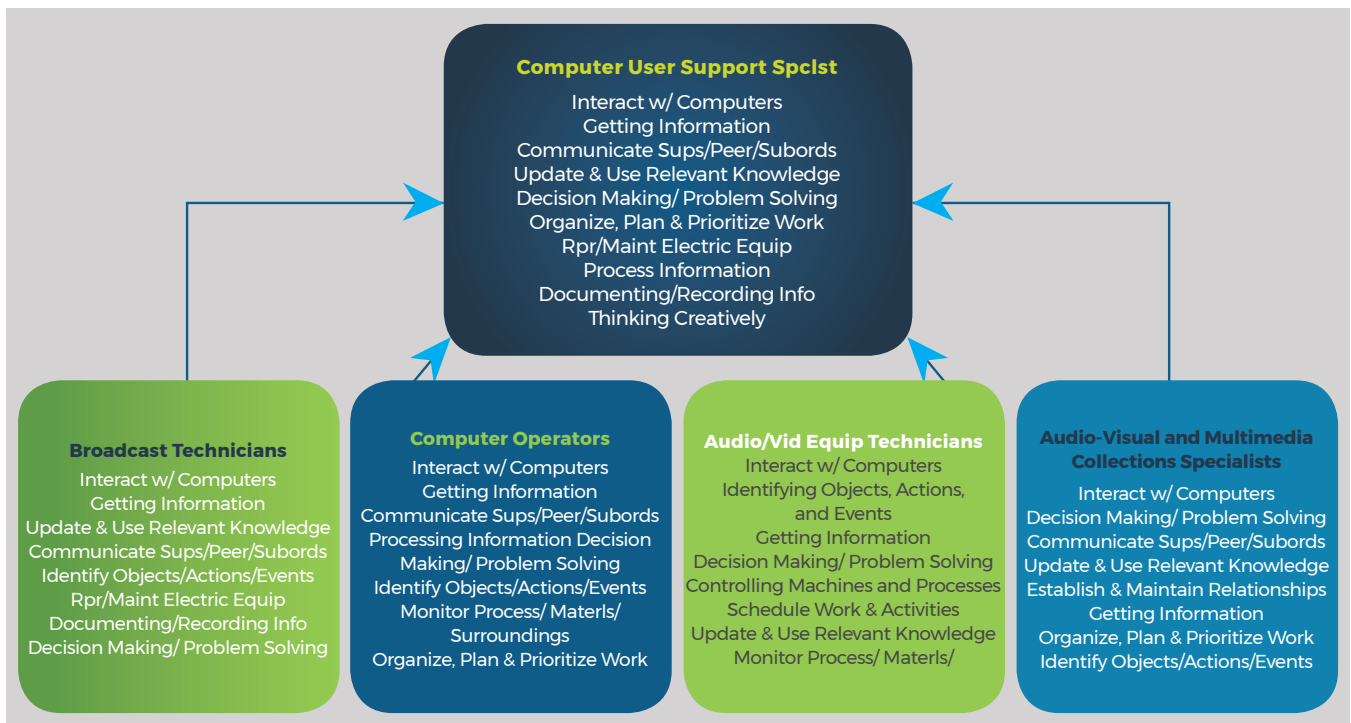 Computer User Support Spclst
Interact w/ Computers
Getting Information
Communicate Sups/Peer/Subords
Update & Use Relevant Knowledge
Decision Making/ Problem Solving
Organize, Plan & Prioritize Work
Rpr/Maint Electric Equip
Process Information
Documenting/Recording Info
Thinking Creatively
Broadcast Technicians
Interact w/ Computers
Getting Information
Update & Use Relevant Knowledge
Communicate Sups/Peer/Subords
Identify Objects/Actions/Events
Rpr/Maint Electric Equip
Documenting/Recording Info
Decision Making/ Problem Solving
Computer Operators
Interact w/ Computers
Getting Information
Communicate Sups/Peer/Subords
Processing Information Decision
Making/ Problem Solving
Identify Objects/Actions/Events
Monitor Process/ Materls/
Surroundings
Organize, Plan & Prioritize Work
Audio/Vid Equip Technicians
Interact w/ Computers
Identifying Objects, Actions,
and Events
Getting Information
Decision Making/ Problem Solving
Controlling Machines and Processes
Schedule Work & Activities
Update & Use Relevant Knowledge
Monitor Process/ Materls/
Audio-Visual and Multimedia
Collections Specialists
Interact w/ Computers
Decision Making/ Problem Solving
Communicate Sups/Peer/Subords
Update & Use Relevant Knowledge
Establish & Maintain Relationships
Getting Information
Organize, Plan & Prioritize Work
Identify Objects/Actions/Events